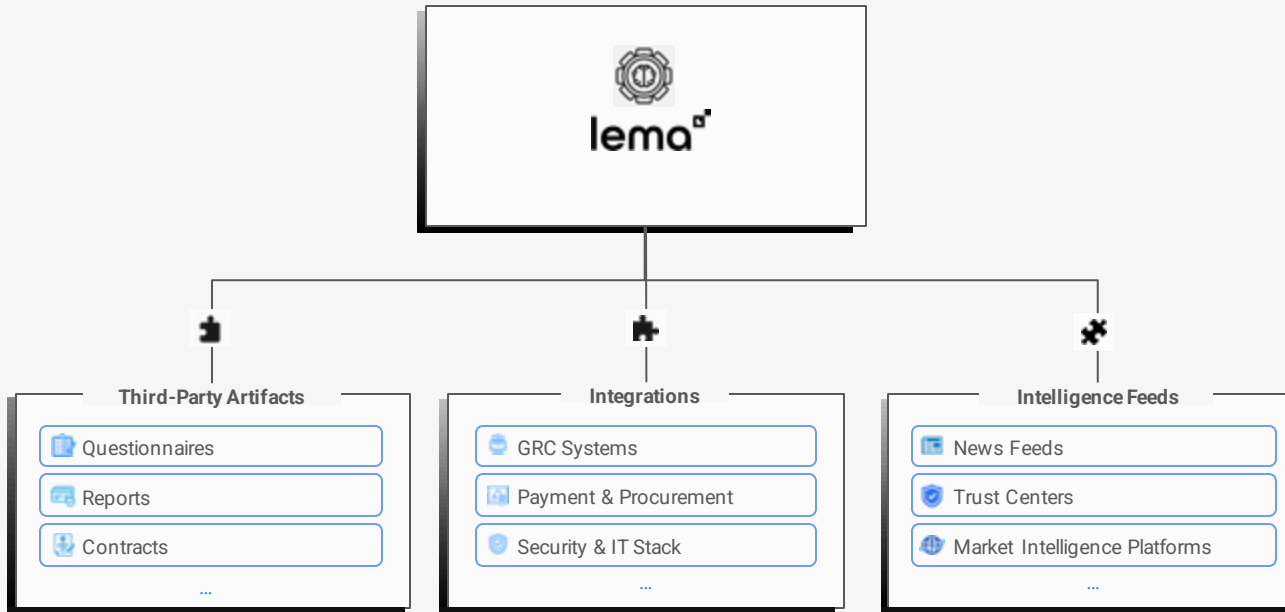 lema
Third-Party Artifacts
Questionnaires
Reports
Contracts
...
Integrations
GRC Systems
Payment & Procurement
Security & IT Stack
...
Intelligence Feeds
News Feeds
Trust Centers
Market Intelligence Platforms
...